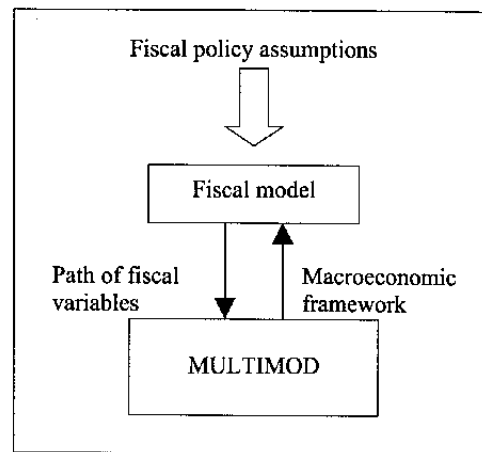 Fiscal policy assumptions
Fiscal model
Path of fiscal
variables
Macroeconomic
framework
MULTIMOD